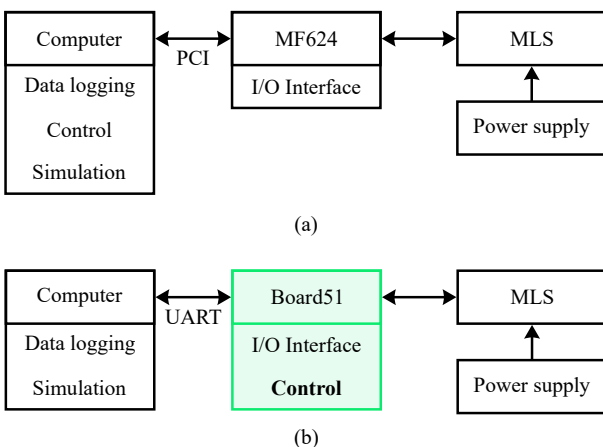 Computer
PCI
MF624
MLS
Data logging
Control
Simulation
I/O Interface
Power supply
(a)
Computer
UART
Board51
MLS
Data logging
Simulation
I/O Interface
Control
Power supply
(b)